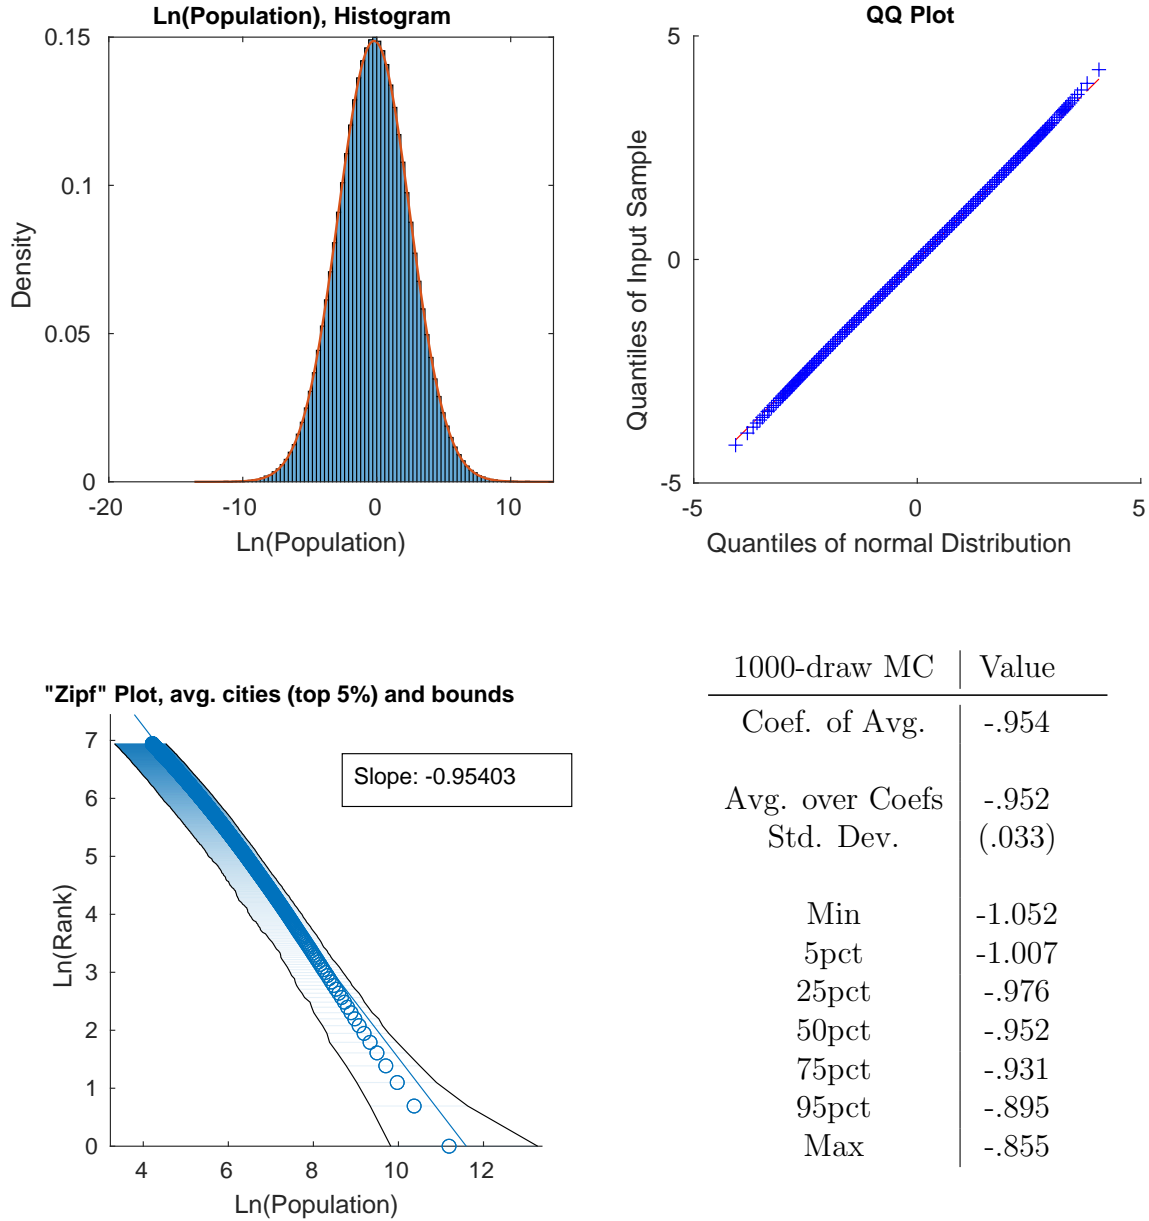 Ln(Population), Histogram
0.15
0.1
0.05
0
-20
-10
0
10
Density
Ln(Population)
QQ Plot
5
0
-5
-5
0
5
Quantiles of Input Sample
Quantiles of normal Distribution
"Zipf" Plot, avg. cities (top 5%) and bounds
7
6
5
4
3
2
1
0
4
6
8
10
12
Ln(Rank)
Ln(Population)
Slope: -0.95403
1000-draw MC Value
Coef. of Avg. -.954
Avg. over Coefs -.952
Std. Dev. (.033)
Min -1.052
5pct -1.007
25pct -.976
50pct -.952
75pct -.931
95pct -.895
Max -.855